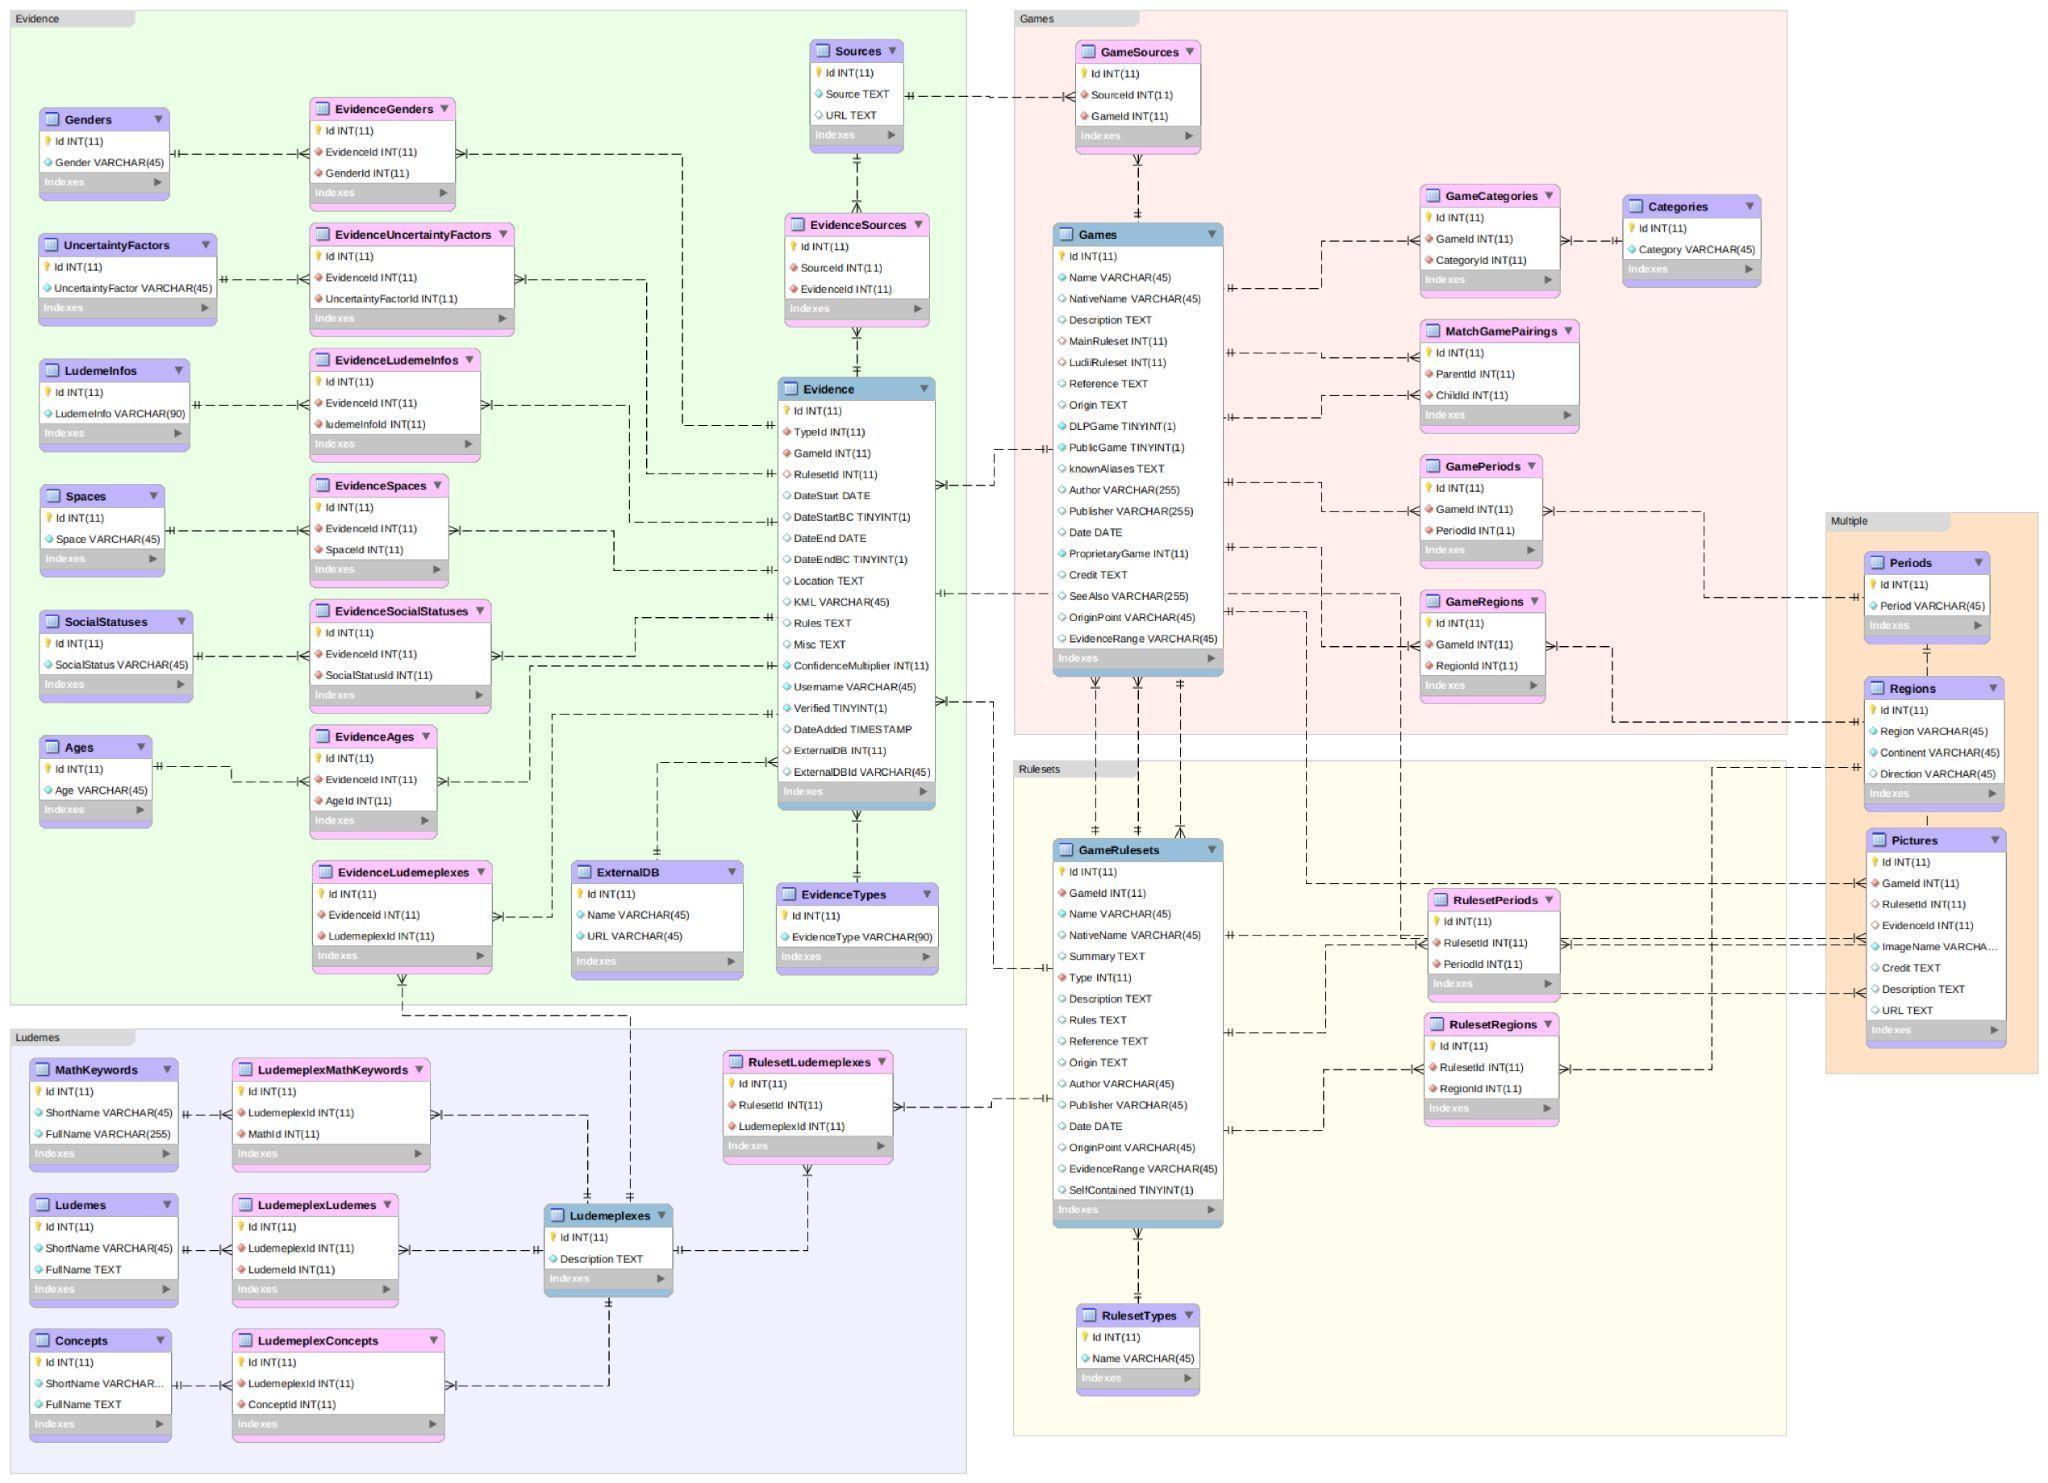 Evidence
Sources
Id INT(11)
Source TEXT
URL TEXT
Indexes
Genders
Id INT(11)
Gender VARCHAR(45)
Indexes
EvidenceGenders
Id INT(11)
EvidenceId INT(11)
GenderId INT(11)
Indexes
UncertaintyFactors
Id INT(11)
UncertaintyFactor VARCHAR(45)
Indexes
EvidenceUncertaintyFactors
Id INT(11)
EvidenceId INT(11)
UncertaintyFactorId INT(11)
Indexes
EvidenceSources
Id INT(11)
SourceId INT(11)
EvidenceId INT(11)
Indexes
LudemeInfos
Id INT(11)
LudemeInfo VARCHAR(90)
Indexes
EvidenceLudemeInfos
Id INT(11)
EvidenceId INT(11)
ludemeInfoId INT(11)
Indexes
Evidence
Id INT(11)
TypeId INT(11)
GameId INT(11)
RulesetId INT(11)
DateStart DATE
DateStartBC TINYINT(1)
DateEnd DATE
DateEndBC TINYINT(1)
Location TEXT
KML VARCHAR(45)
Rules TEXT
Misc TEXT
ConfidenceMultiplier INT(11)
Username VARCHAR(45)
Verified TINYINT(1)
DateAdded TIMESTAMP
ExternalDB INT(11)
ExternalDBId VARCHAR(45)
Indexes
Spaces
Id INT(11)
Space VARCHAR(45)
Indexes
EvidenceSpaces
Id INT(11)
EvidenceId INT(11)
SpaceId INT(11)
Indexes
SocialStatuses
Id INT(11)
SocialStatus VARCHAR(45)
Indexes
EvidenceSocialStatuses
Id INT(11)
EvidenceId INT(11)
SocialStatusId INT(11)
Indexes
Ages
Id INT(11)
Age VARCHAR(45)
Indexes
EvidenceAges
Id INT(11)
EvidenceId INT(11)
AgeId INT(11)
Indexes
EvidenceLudemeplexes
Id INT(11)
EvidenceId INT(11)
LudemeplexId INT(11)
Indexes
ExternalDB
Id INT(11)
Name VARCHAR(45)
URL VARCHAR(45)
Indexes
EvidenceTypes
Id INT(11)
EvidenceType VARCHAR(90)
Indexes
Games
GameSources
Id INT(11)
SourceId INT(11)
GameId INT(11)
Indexes
Games
Id INT(11)
Name VARCHAR(45)
NativeName VARCHAR(45)
Description TEXT
MainRuleset INT(11)
LudiiRuleset INT(11)
Reference TEXT
Origin TEXT
DLPGame TINYINT(1)
PublicGame TINYINT(1)
knownAliases TEXT
Author VARCHAR(255)
Publisher VARCHAR(255)
Date DATE
ProprietaryGame INT(11)
Credit TEXT
SeeAlso VARCHAR(255)
OriginPoint VARCHAR(45)
EvidenceRange VARCHAR(45)
Indexes
GameCategories
Id INT(11)
GameId INT(11)
CategoryId INT(11)
Indexes
Categories
Id INT(11)
Category VARCHAR(45)
Indexes
MatchGamePairings
Id INT(11)
ParentId INT(11)
ChildId INT(11)
Indexes
GamePeriods
Id INT(11)
GameId INT(11)
PeriodId INT(11)
Indexes
GameRegions
Id INT(11)
GameId INT(11)
RegionId INT(11)
Indexes
Multiple
Periods
Id INT(11)
Period VARCHAR(45)
Indexes
Regions
Id INT(11)
Region VARCHAR(45)
Continent VARCHAR(45)
Direction VARCHAR(45)
Indexes
Pictures
Id INT(11)
GameId INT(11)
RulesetId INT(11)
EvidenceId INT(11)
ImageName VARCHA...
Credit TEXT
Description TEXT
URL TEXT
Indexes
Rulesets
GameRulesets
Id INT(11)
GameId INT(11)
Name VARCHAR(45)
NativeName VARCHAR(45)
Summary TEXT
Type INT(11)
Description TEXT
Rules TEXT
Reference TEXT
Origin TEXT
Author VARCHAR(45)
Publisher VARCHAR(45)
Date DATE
OriginPoint VARCHAR(45)
EvidenceRange VARCHAR(45)
SelfContained TINYINT(1)
Indexes
RulesetPeriods
Id INT(11)
RulesetId INT(11)
PeriodId INT(11)
Indexes
RulesetRegions
Id INT(11)
RulesetId INT(11)
RegionId INT(11)
Indexes
RulesetTypes
Id INT(11)
Name VARCHAR(45)
Indexes
Ludemes
MathKeywords
Id INT(11)
ShortName VARCHAR(45)
FullName VARCHAR(255)
Indexes
LudemeplexMathKeywords
Id INT(11)
LudemeplexId INT(11)
MathId INT(11)
Indexes
RulesetLudemeplexes
Id INT(11)
RulesetId INT(11)
LudemeplexId INT(11)
Indexes
Ludemes
Id INT(11)
ShortName VARCHAR(45)
FullName TEXT
Indexes
LudemeplexLudemes
Id INT(11)
LudemeplexId INT(11)
LudemeId INT(11)
Indexes
Ludemeplexes
Id INT(11)
Description TEXT
Indexes
Concepts
Id INT(11)
ShortName VARCHAR...
FullName TEXT
Indexes
LudemeplexConcepts
Id INT(11)
LudemeplexId INT(11)
ConceptId INT(11)
Indexes